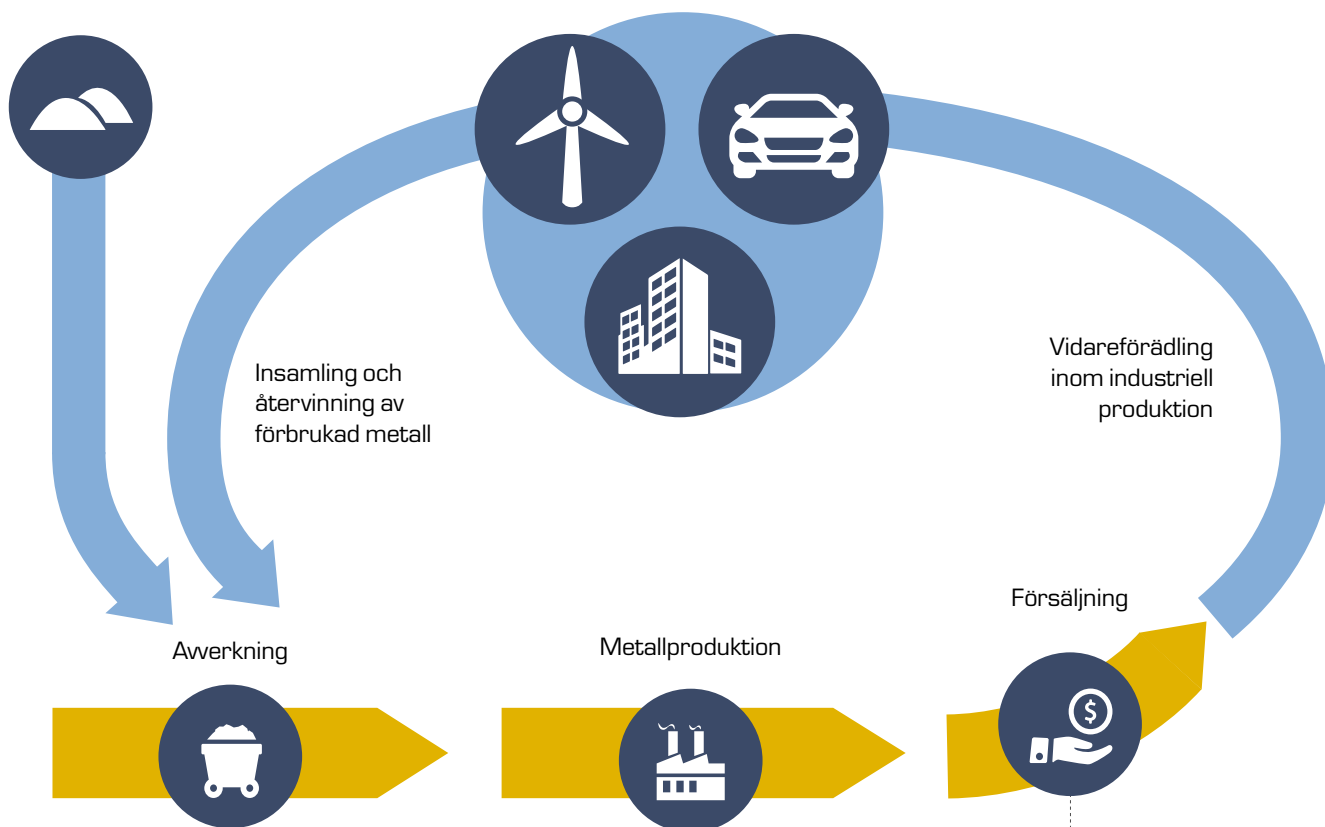 Insamling och
återvinning av
förbrukad metall
Vidareförädling
inom industriell
produktion
Avverkning
Metallproduktion
Försäljning
$